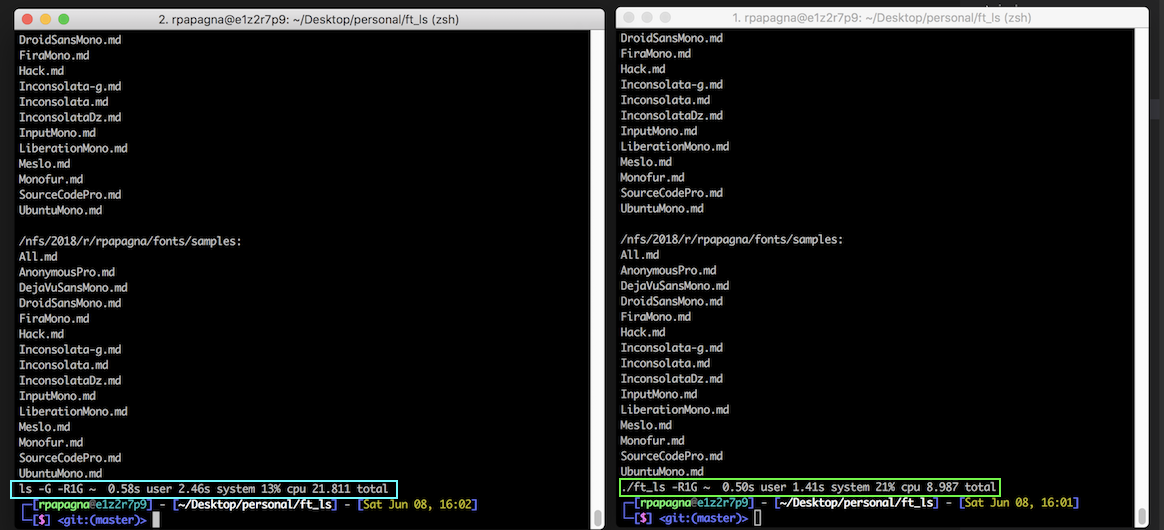 2. rpapagna@e1z2r7p9: ~/Desktop/personal/ft_ls (zsh)
DroidSansMono.md
FiraMono.md
Hack.md
Inconsolata-g.md
Inconsolata.md
InconsolataDz.md
InputMono.md
LiberationMono.md
Meslo.md
Monofur.md
SourceCodePro.md
UbuntuMono.md
/nfs/2018/r/rpapagna/fonts/samples:
All.md
AnonymousPro.md
DejaVuSansMono.md
DroidSansMono.md
FiraMono.md
Hack.md
Inconsolata-g.md
Inconsolata.md
InconsolataDz.md
InputMono.md
LiberationMono.md
Meslo.md
Monofur.md
SourceCodePro.md
UbuntuMono.md
ls -G -R1G ~  0.58s user 2.46s system 13% cpu 21.811 total
[rpapagna@e1z2r7p9] - [~/Desktop/personal/ft_ls] - [Sat Jun 08, 16:02]
[$] <git:(master)>
1. rpapagna@e1z2r7p9: ~/Desktop/personal/ft_ls (zsh)
DroidSansMono.md
FiraMono.md
Hack.md
Inconsolata-g.md
Inconsolata.md
InconsolataDz.md
InputMono.md
LiberationMono.md
Meslo.md
Monofur.md
SourceCodePro.md
UbuntuMono.md
/nfs/2018/r/rpapagna/fonts/samples:
All.md
AnonymousPro.md
DejaVuSansMono.md
DroidSansMono.md
FiraMono.md
Hack.md
Inconsolata-g.md
Inconsolata.md
InconsolataDz.md
InputMono.md
LiberationMono.md
Meslo.md
Monofur.md
SourceCodePro.md
UbuntuMono.md
./ft_ls -R1G ~  0.50s user 1.41s system 21% cpu 8.987 total
[rpapagna@e1z2r7p9] - [~/Desktop/personal/ft_ls] - [Sat Jun 08, 16:01]
[$] <git:(master)>